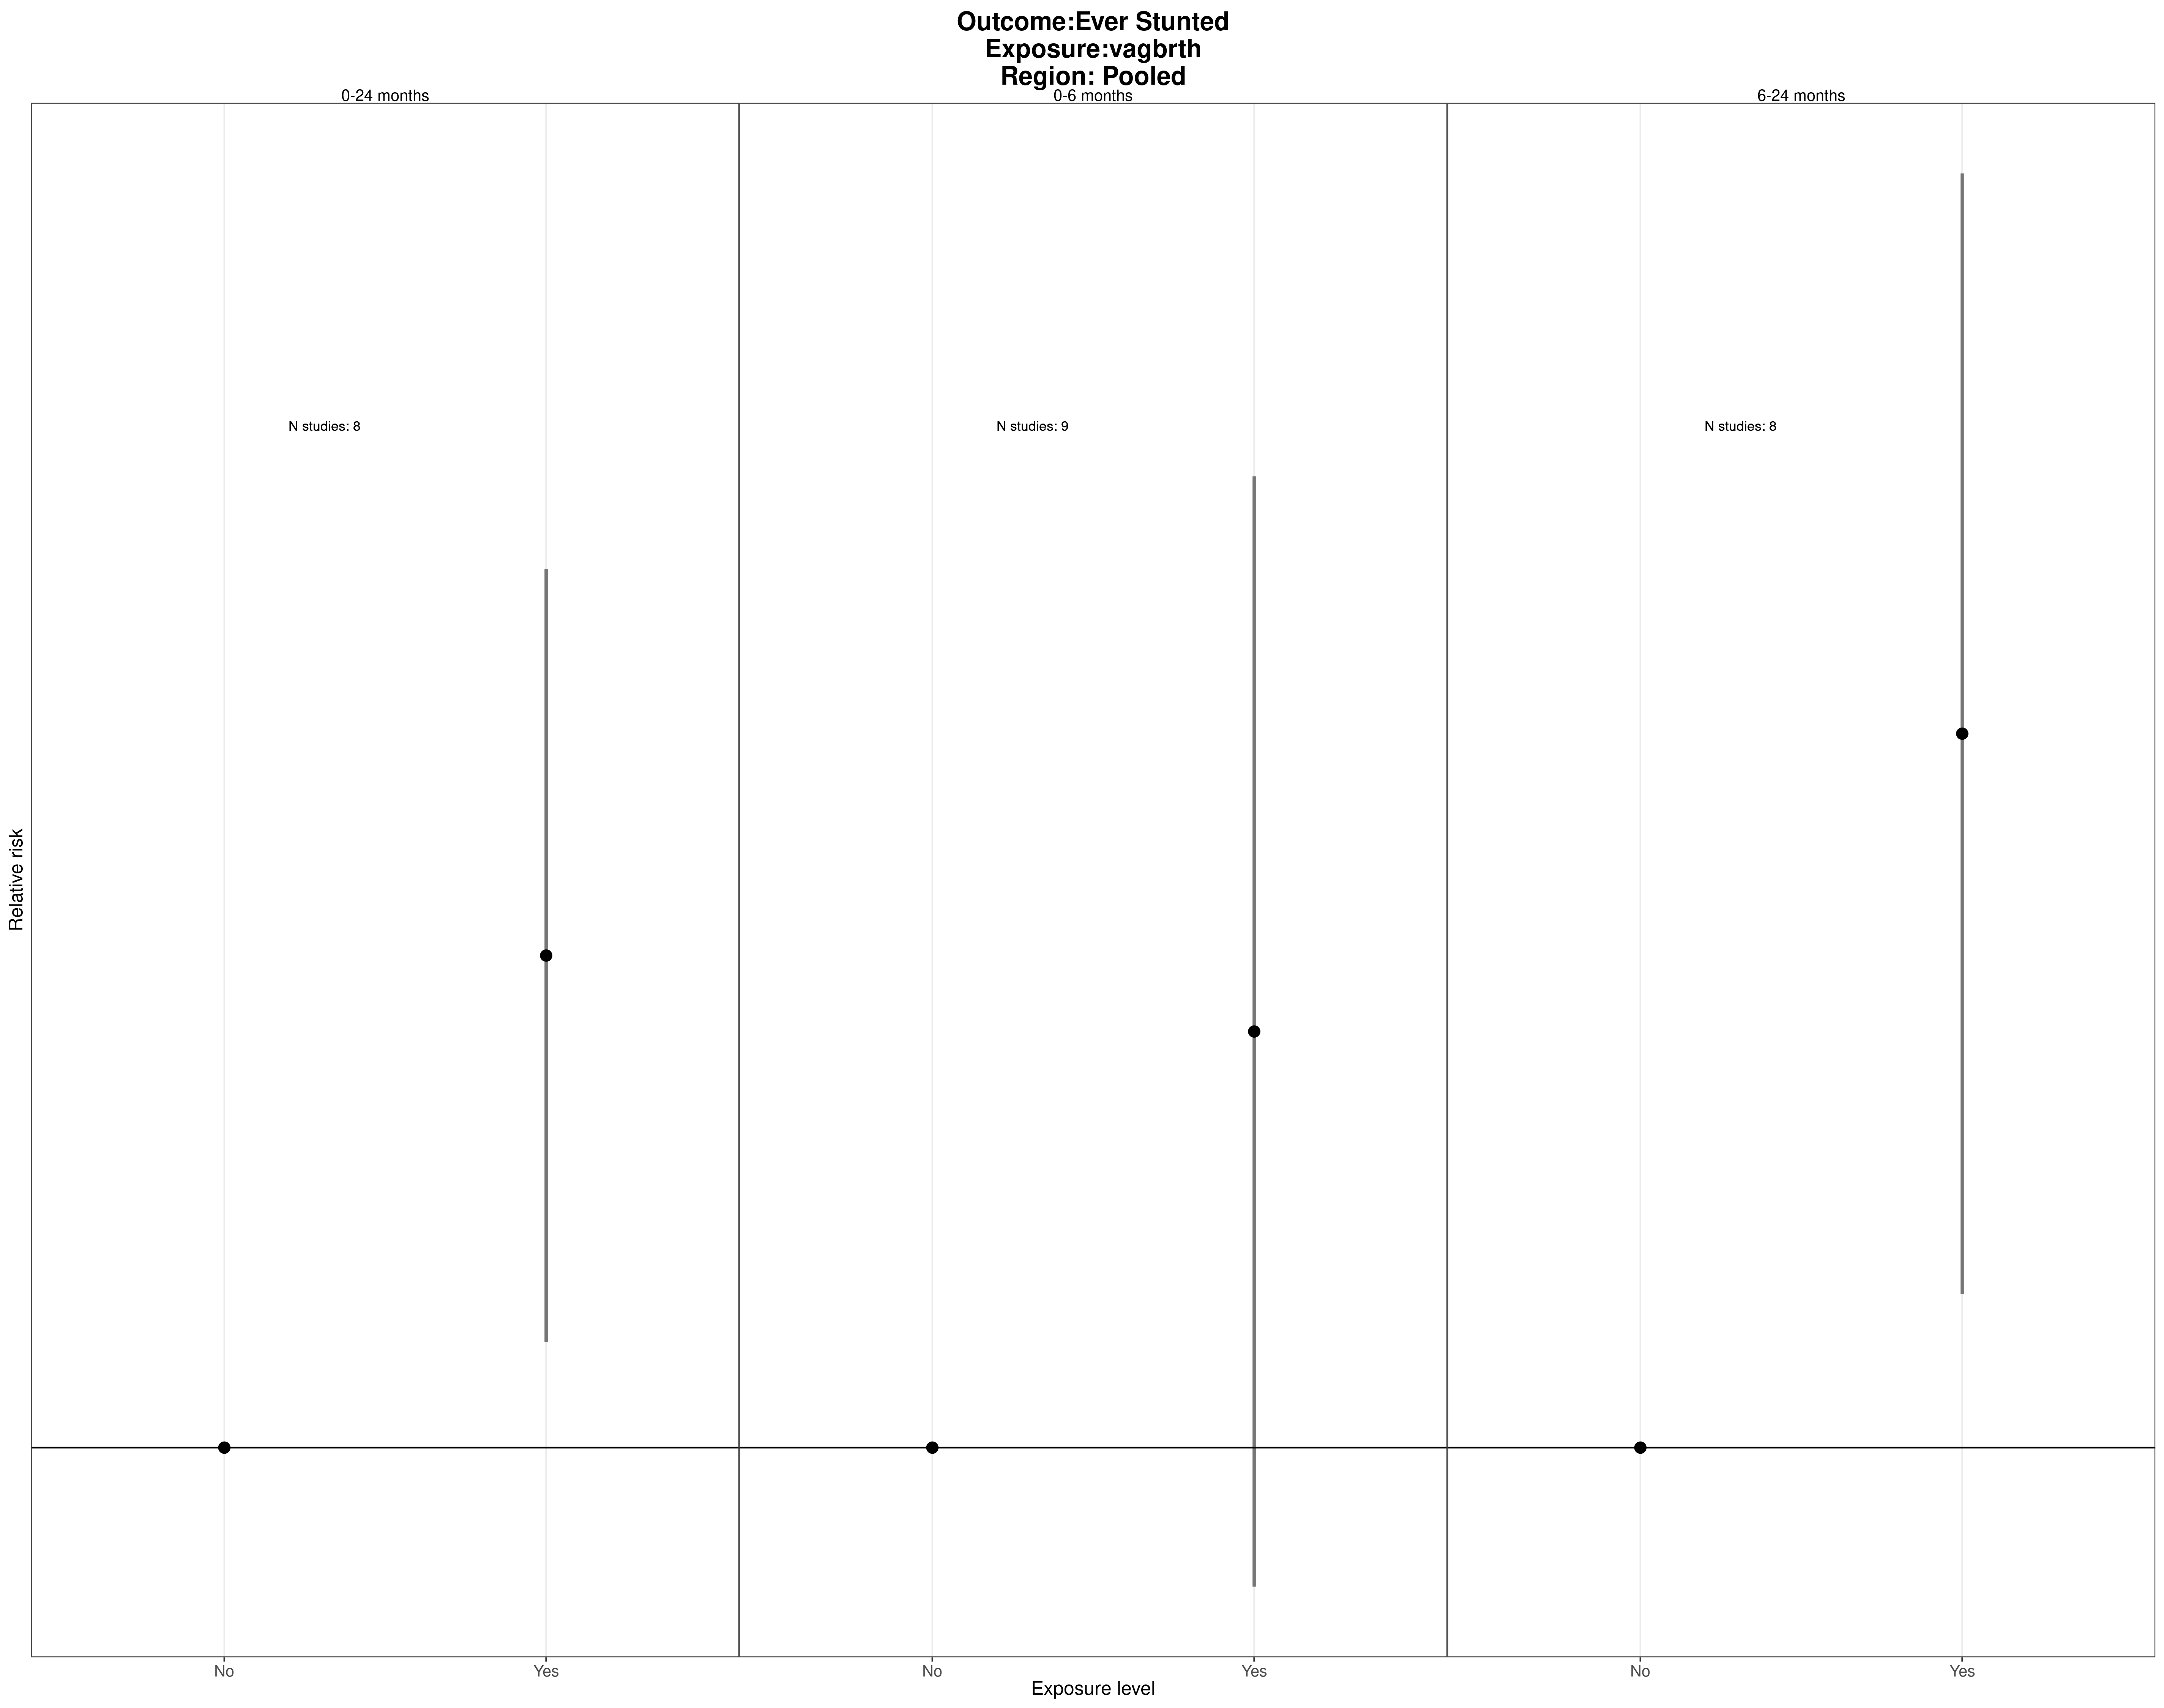 Outcome:Ever Stunted
Exposure:vagbrth
Region: Pooled
0-24 months
0-6 months
6-24 months
N studies: 8
N studies: 9
N studies: 8
Relative risk
No
Yes
No
Yes
No
Yes
Exposure level